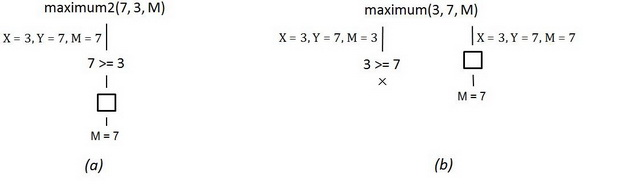 maximum2(7, 3, M)
X = 3, Y = 7, M = 7
7 >= 3
M = 7
(a)
maximum(3, 7, M)
X = 3, Y = 7, M = 3
X = 3, Y = 7, M = 7
3 >= 7
×
M = 7
(b)